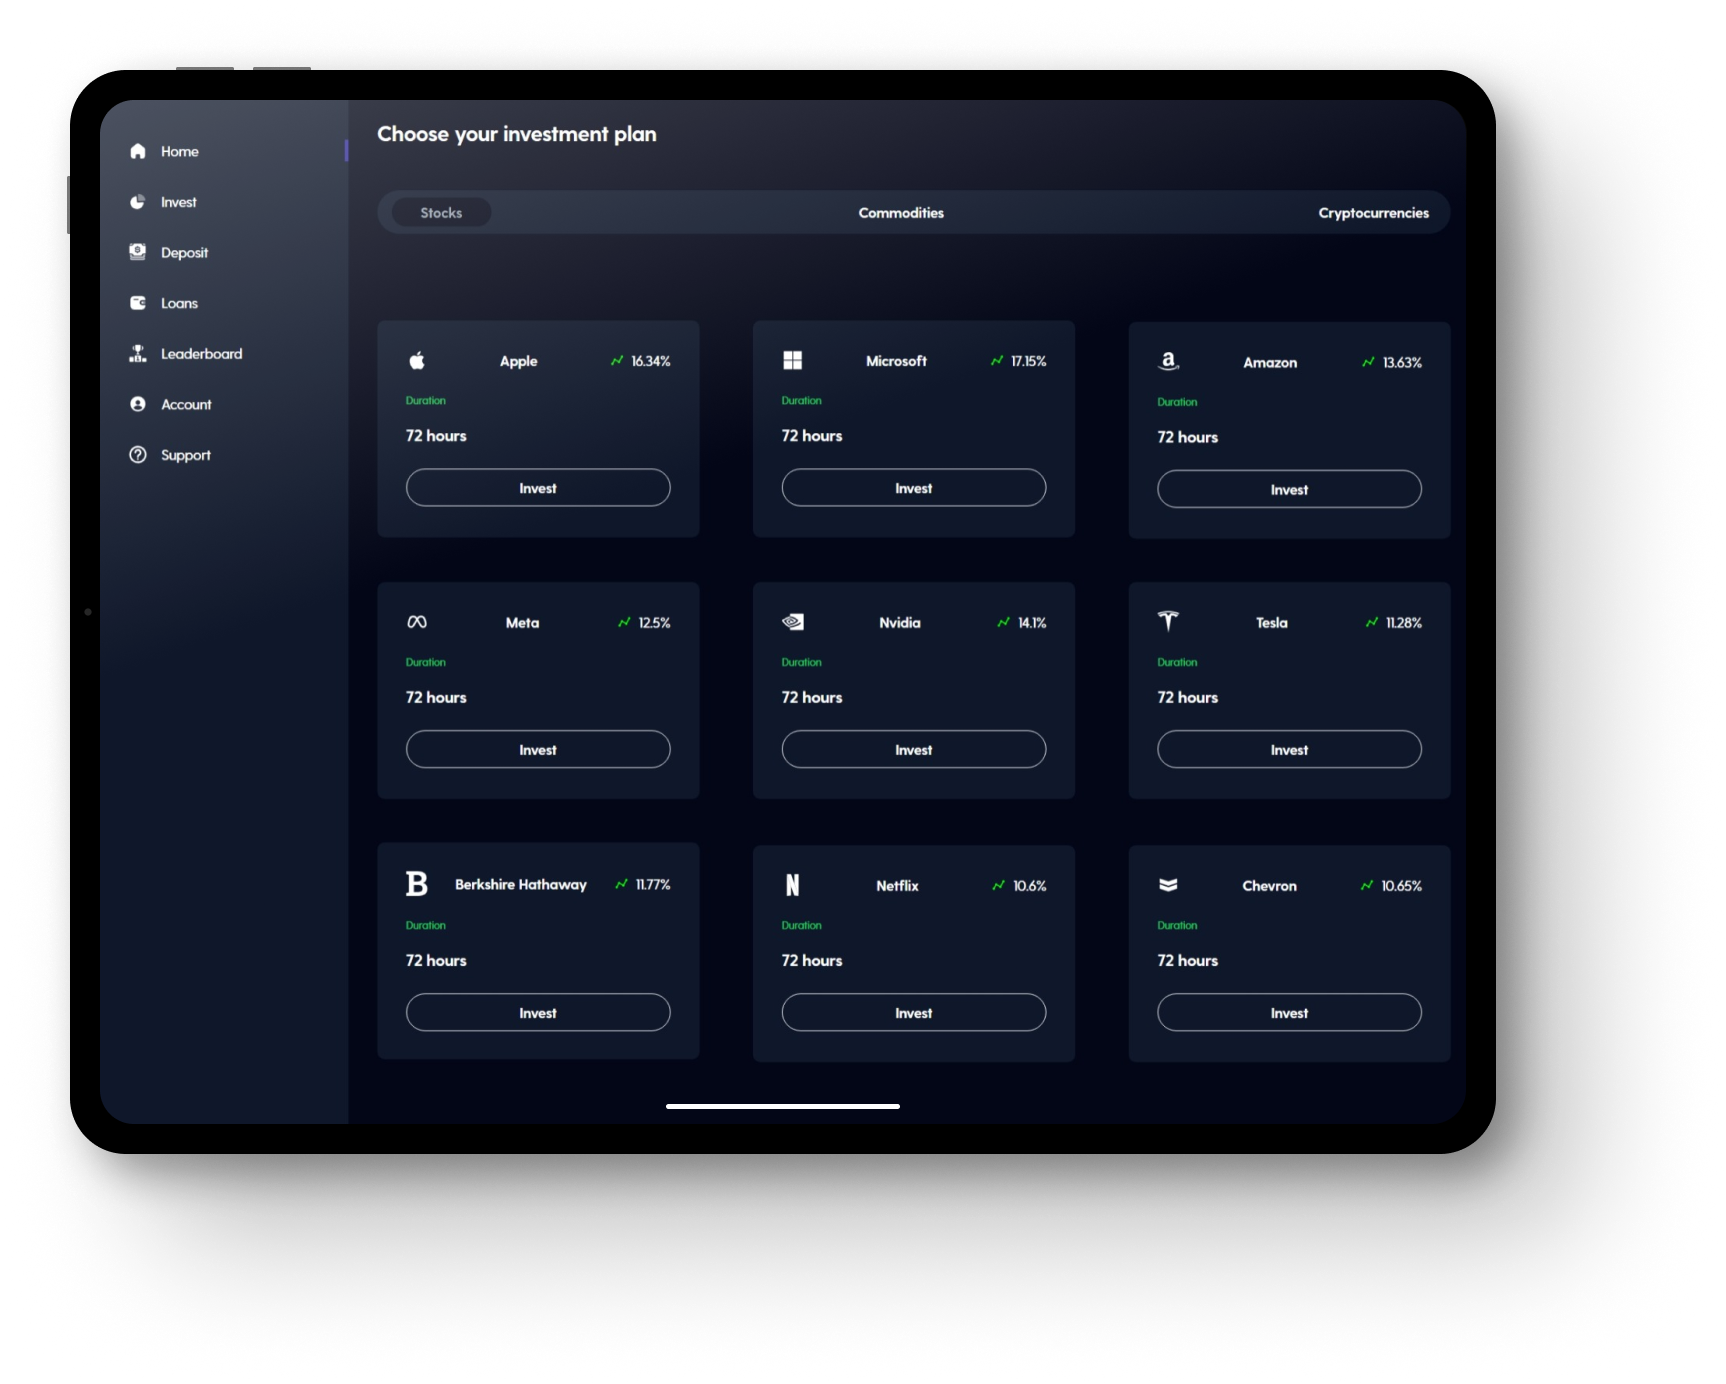 Choose your investment plan
Home
Invest
Deposit
Loans
Leaderboard
Account
Support
Stocks Commodities Cryptocurrencies
Apple 16.34%
Duration
72 hours
Invest
Microsoft 17.15%
Duration
72 hours
Invest
a Amazon 13.63%
Duration
72 hours
Invest
Meta 12.5%
Duration
72 hours
Invest
Nvidia 14.1%
Duration
72 hours
Invest
Tesla 11.28%
Duration
72 hours
Invest
B Berkshire Hathaway 11.77%
Duration
72 hours
Invest
N Netflix 10.6%
Duration
72 hours
Invest
Chevron 10.65%
Duration
72 hours
Invest